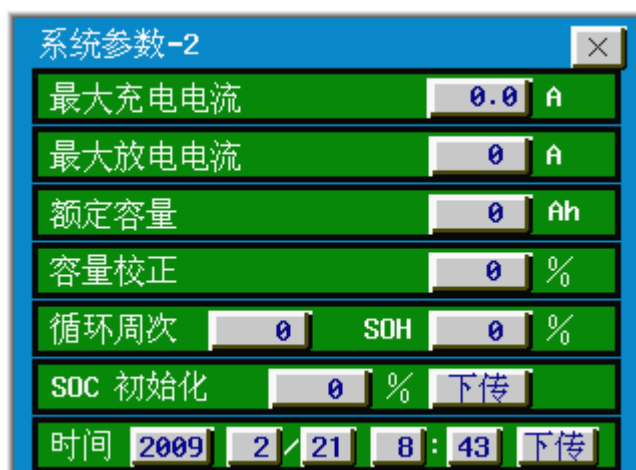 系统参数-2 ×
最大充电电流 0.0 A
最大放电电流 0 A
额定容量 0 Ah
容量校正 0 %
循环周次 0 SOH 0 %
SOC 初始化 0 % 下传
时间 2009 2/21 8:43 下传